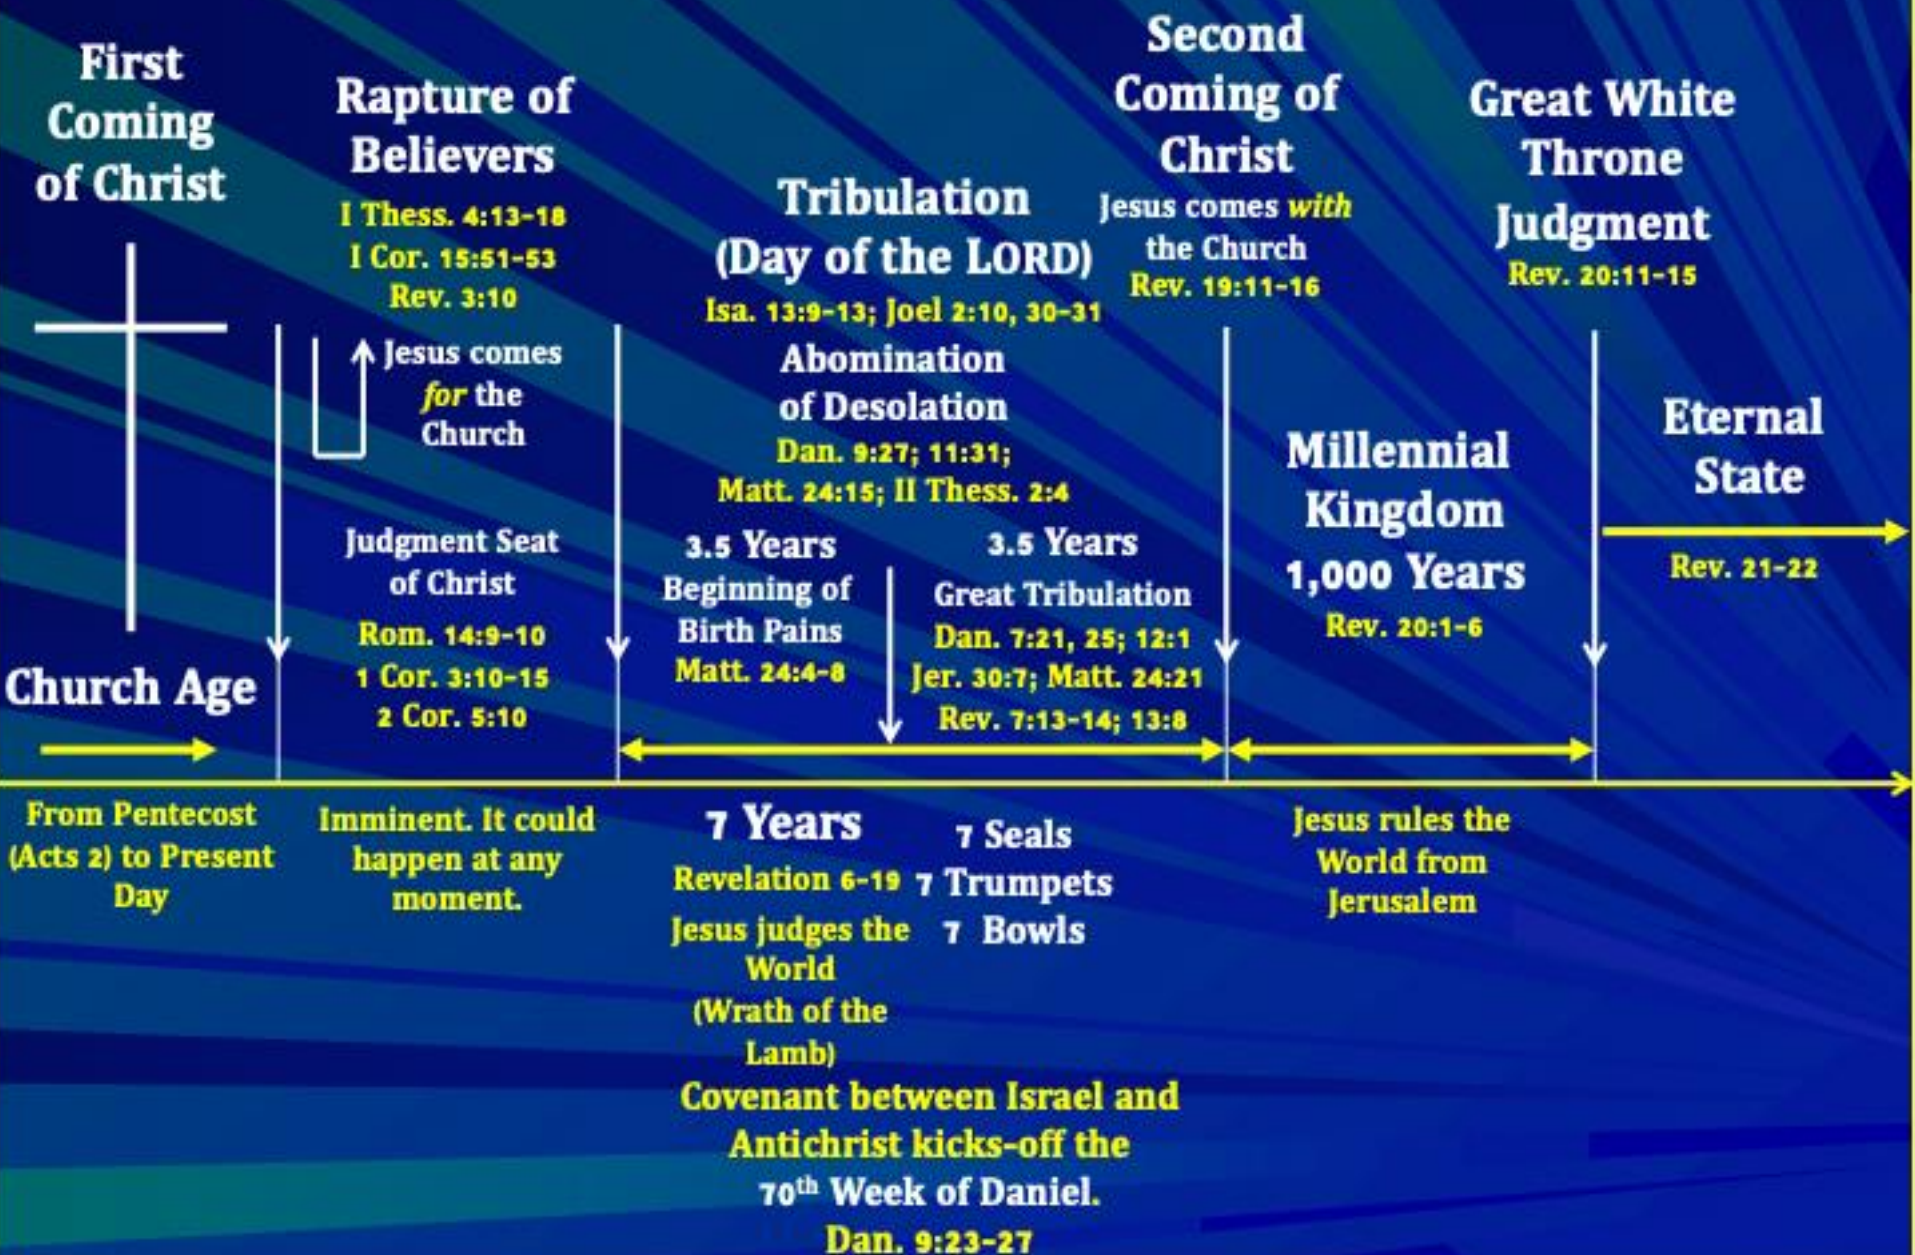 First
Coming
of Christ
Church Age
From Pentecost
(Acts 2) to Present
Day
Rapture of
Believers
I Thess. 4:13-18
I Cor. 15:51-53
Rev. 3:10
Jesus comes
for the
Church
Judgment Seat
of Christ
Rom. 14:9-10
1 Cor. 3:10-15
2 Cor. 5:10
Imminent. It could
happen at any
moment.
Tribulation
(Day of the LORD)
Isa. 13:9-13; Joel 2:10, 30-31
Abomination
of Desolation
Dan. 9:27; 11:31;
Matt. 24:15; II Thess. 2:4
3.5 Years
Beginning of
Birth Pains
Matt. 24:4-8
3.5 Years
Great Tribulation
Dan. 7:21, 25; 12:1
Jer. 30:7; Matt. 24:21
Rev. 7:13-14; 13:8
7 Years
Revelation 6-19
Jesus judges the
World
(Wrath of the
Lamb)
7 Seals
7 Trumpets
7 Bowls
Covenant between Israel and
Antichrist kicks-off the
70th Week of Daniel.
Dan. 9:23-27
Second
Coming of
Christ
Jesus comes with
the Church
Rev. 19:11-16
Millennial
Kingdom
1,000 Years
Rev. 20:1-6
Jesus rules the
World from
Jerusalem
Great White
Throne
Judgment
Rev. 20:11-15
Eternal
State
Rev. 21-22